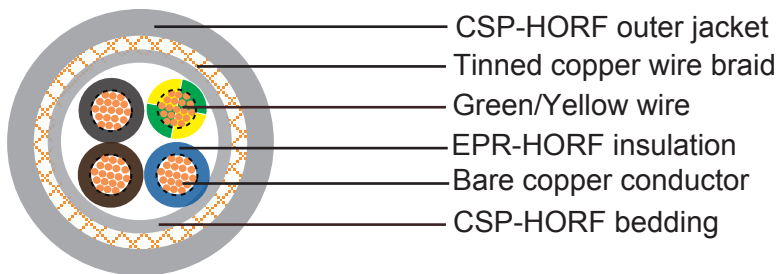 CSP-HORF outer jacket
Tinned copper wire braid
Green/Yellow wire
EPR-HORF insulation
Bare copper conductor
CSP-HORF bedding